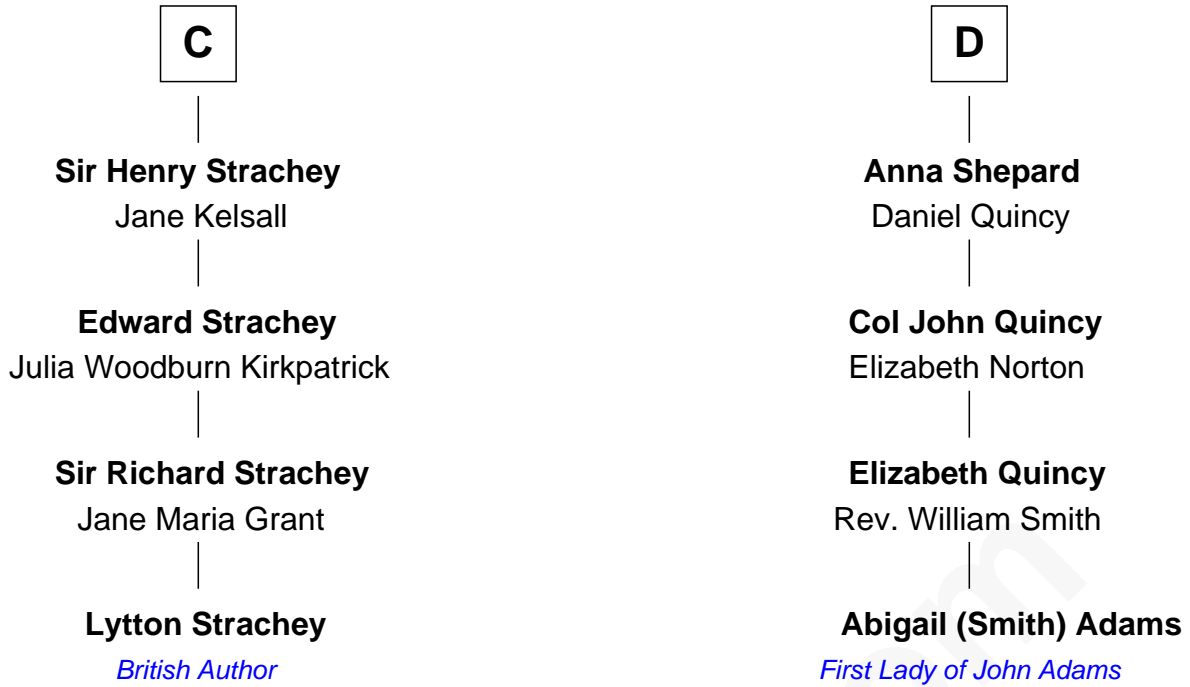 C
Sir Henry Strachey
Jane Kelsall
Edward Strachey
Julia Woodburn Kirkpatrick
Sir Richard Strachey
Jane Maria Grant
Lytton Strachey
British Author
D
Anna Shepard
Daniel Quincy
Col John Quincy
Elizabeth Norton
Elizabeth Quincy
Rev. William Smith
Abigail (Smith) Adams
First Lady of John Adams